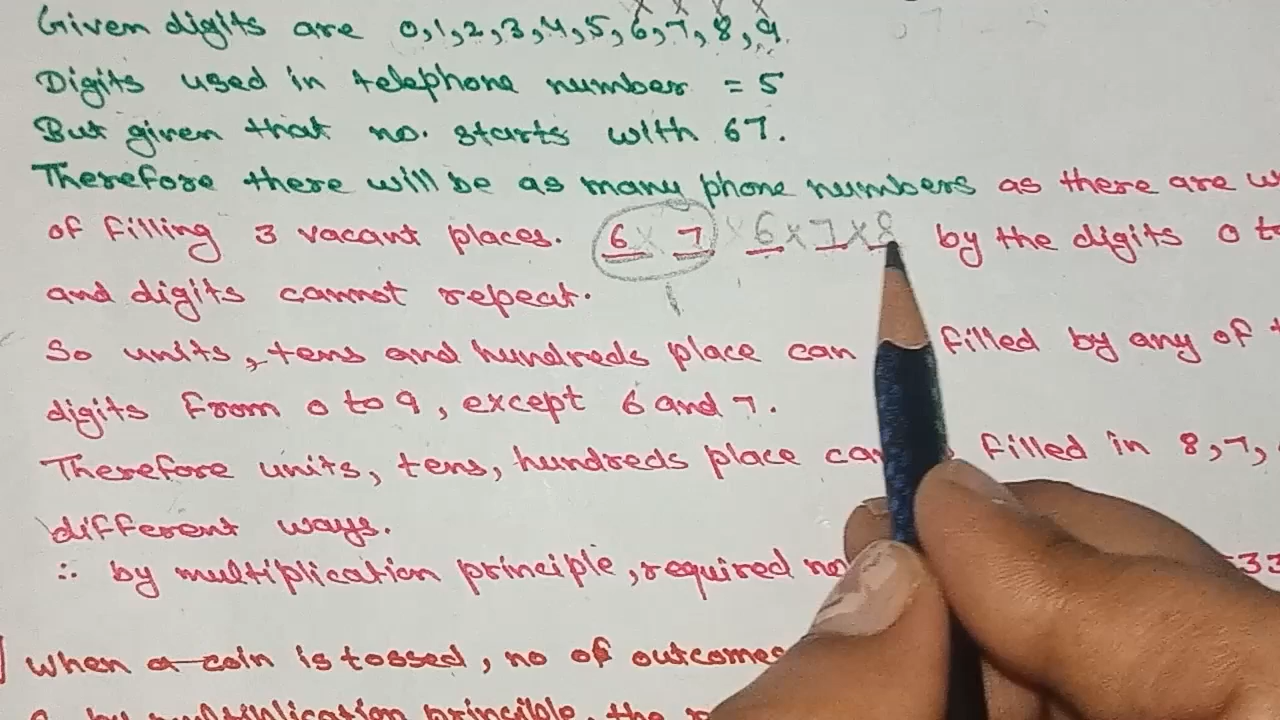 Given digits are 0,1,2,3,4,5,6,7,8,9.
Digits used in telephone number = 5
But given that no. starts with 67.
Therefore there will be as many phone numbers as there are
of filling 3 vacant places. 6 × 7 × 6 × 7 × 8 by the digits 0
and digits cannot repeat.
So units, tens and hundreds place can filled by any of
digits from 0 to 9, except 6 and 7.
Therefore units, tens, hundreds place filled in 8,7,
different ways.
∴ by multiplication principle, required =33
When a coin is tossed, no of outcomes
by multiplication principle, the